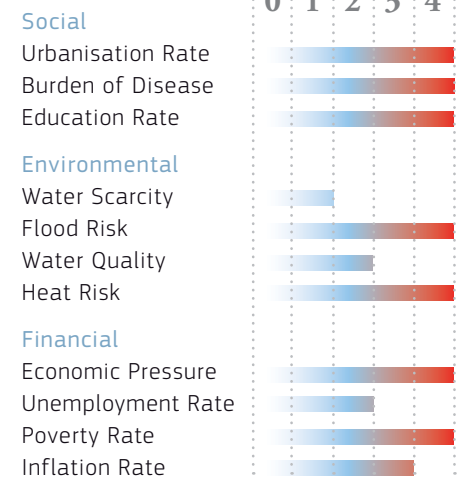 0 1 2 3 4
Social
Urbanisation Rate
Burden of Disease
Education Rate
Environmental
Water Scarcity
Flood Risk
Water Quality
Heat Risk
Financial
Economic Pressure
Unemployment Rate
Poverty Rate
Inflation Rate